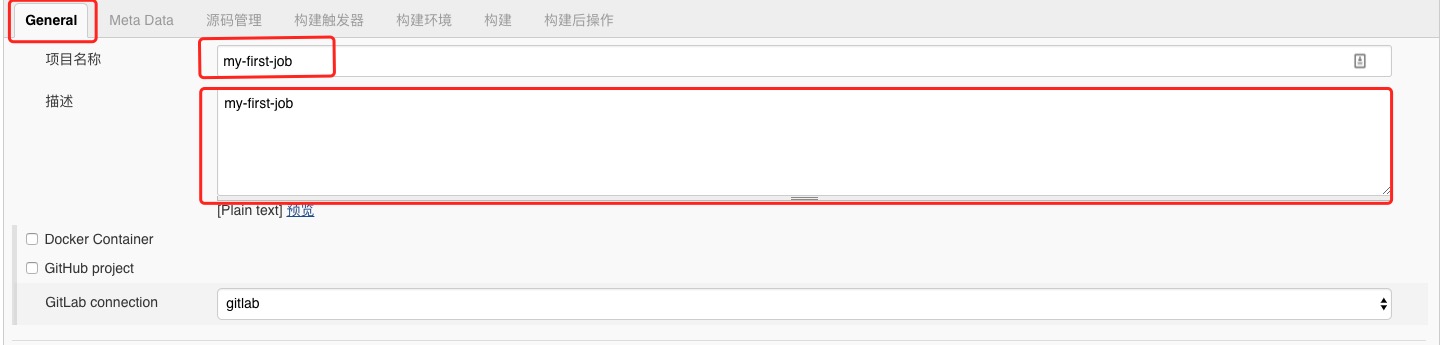 General Meta Data 源码管理 构建触发器 构建环境 构建 构建后操作
项目名称 my-first-job
描述 my-first-job
[Plain text] 预览
Docker Container
GitHub project
GitLab connection gitlab